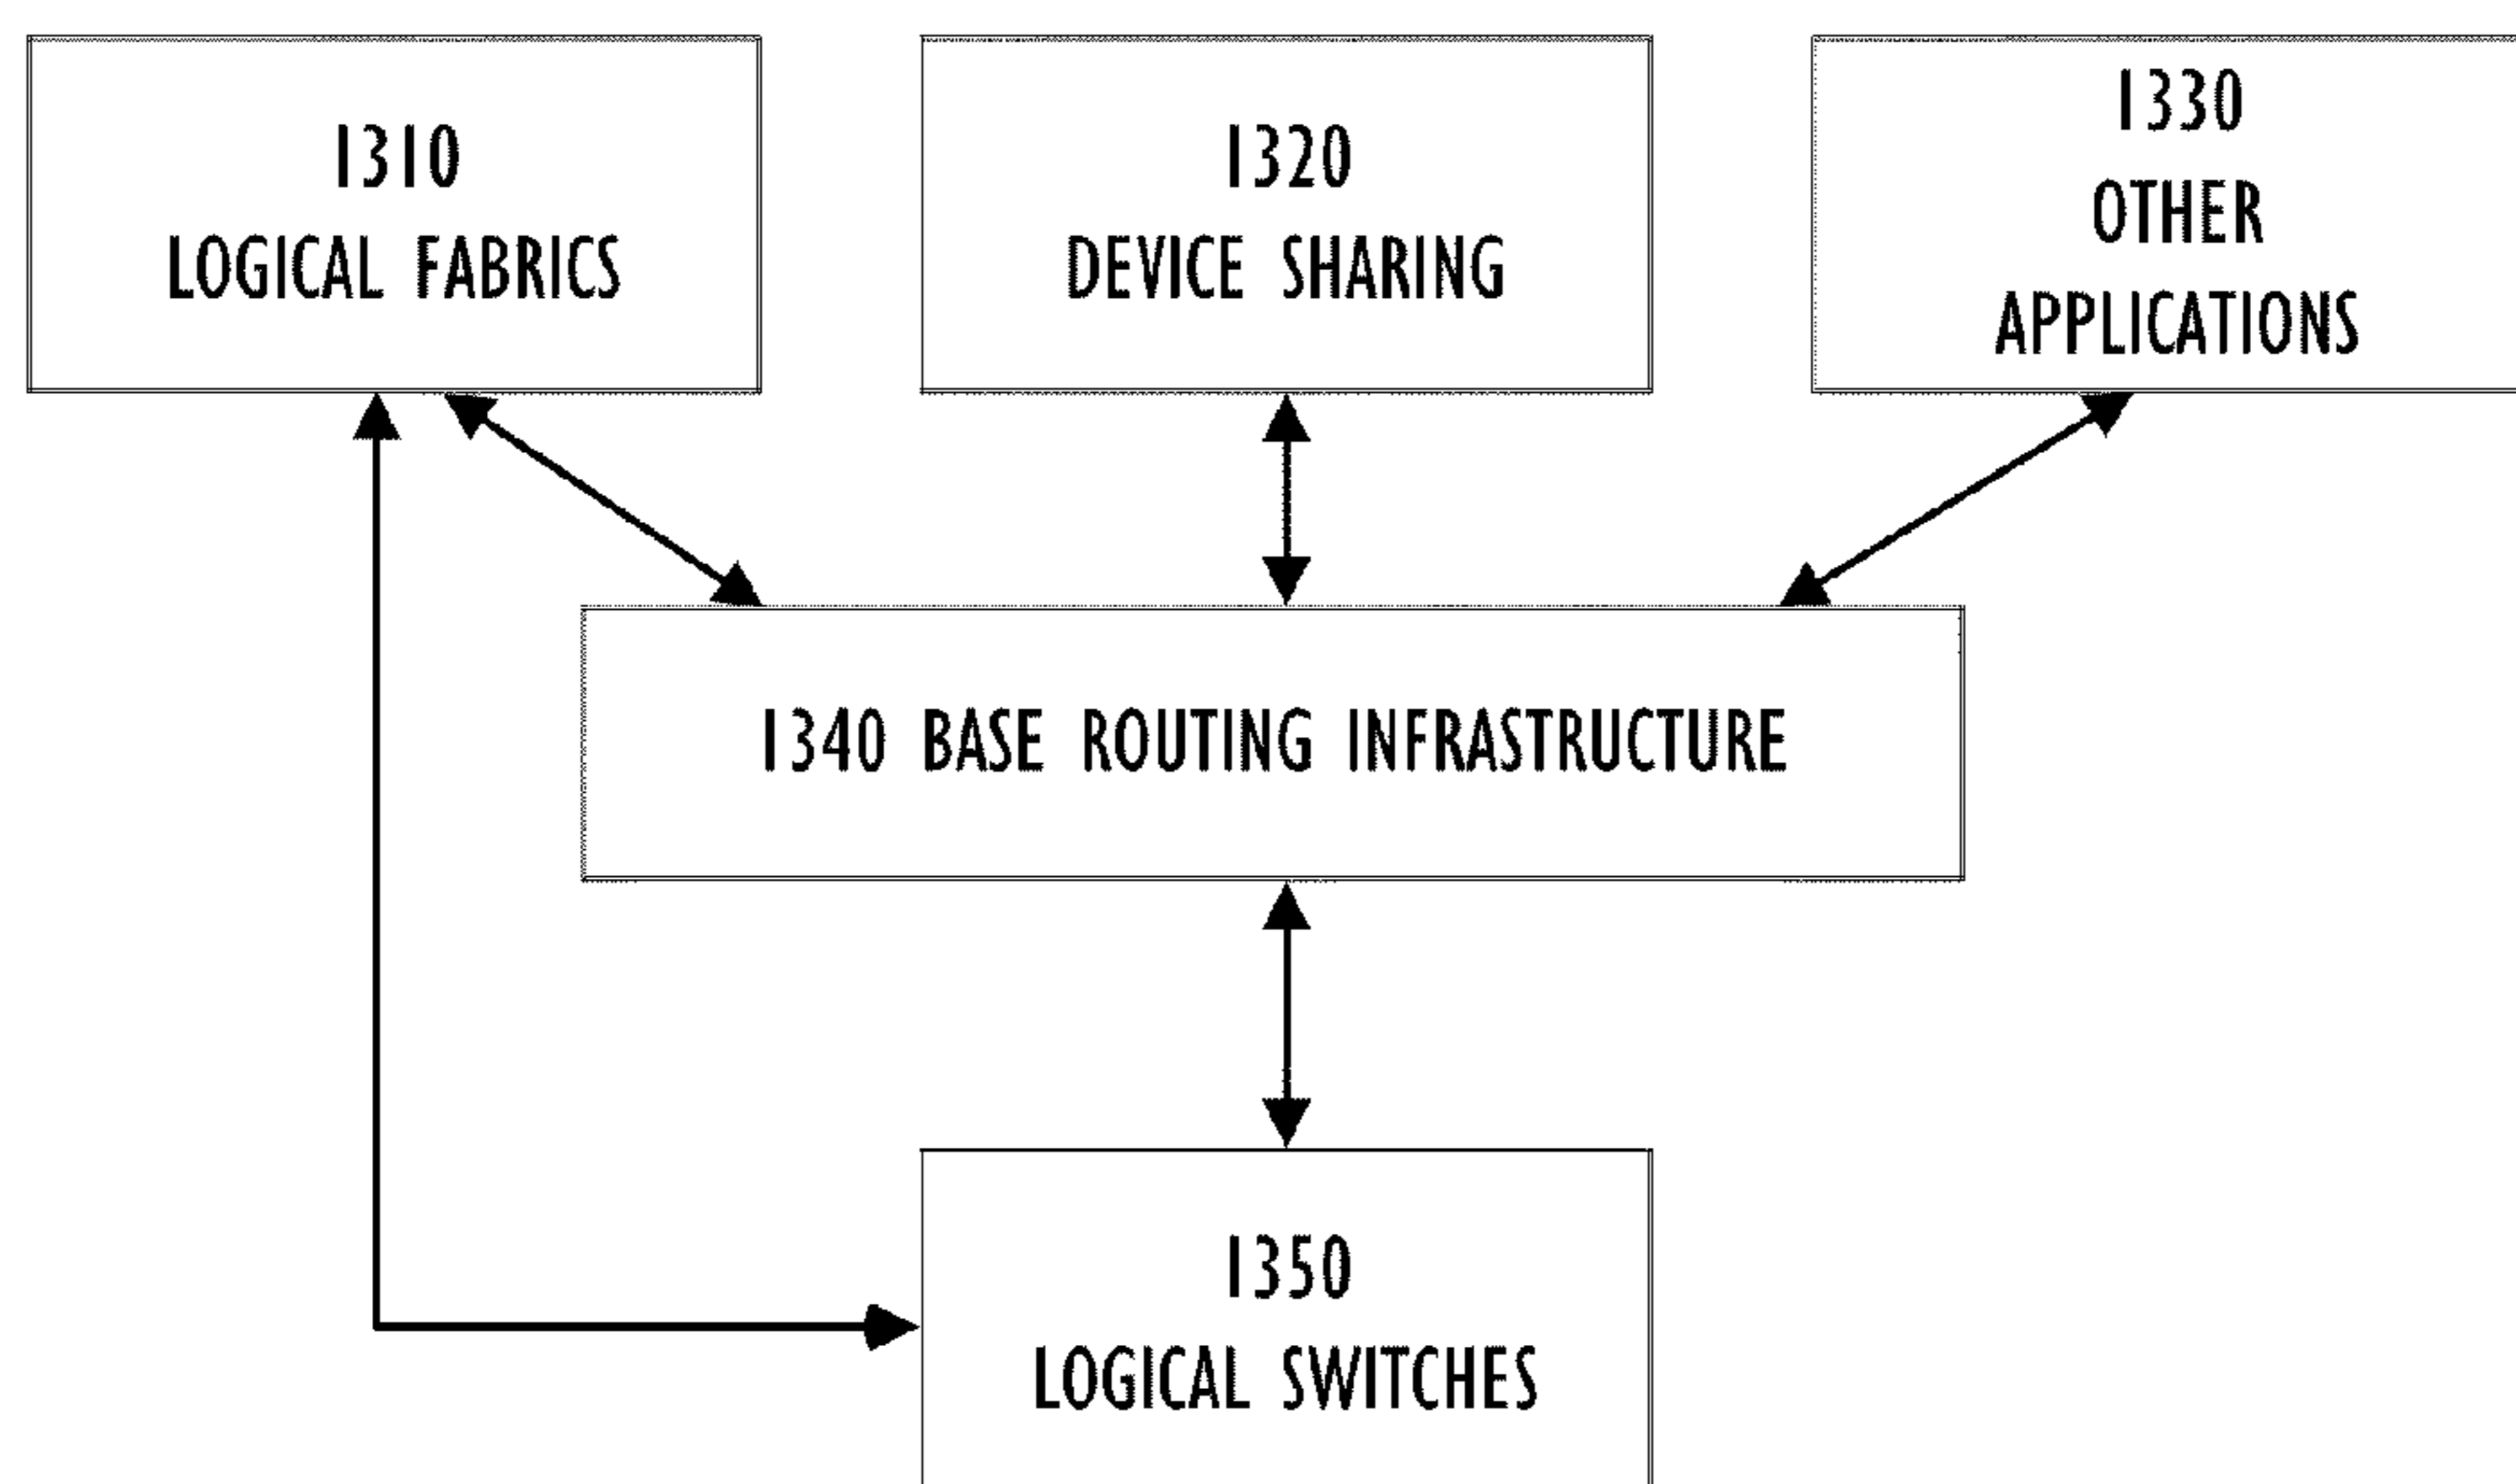 1310
LOGICAL FABRICS
1320
DEVICE SHARING
1330
OTHER
APPLICATIONS
1340 BASE ROUTING INFRASTRUCTURE
1350
LOGICAL SWITCHES